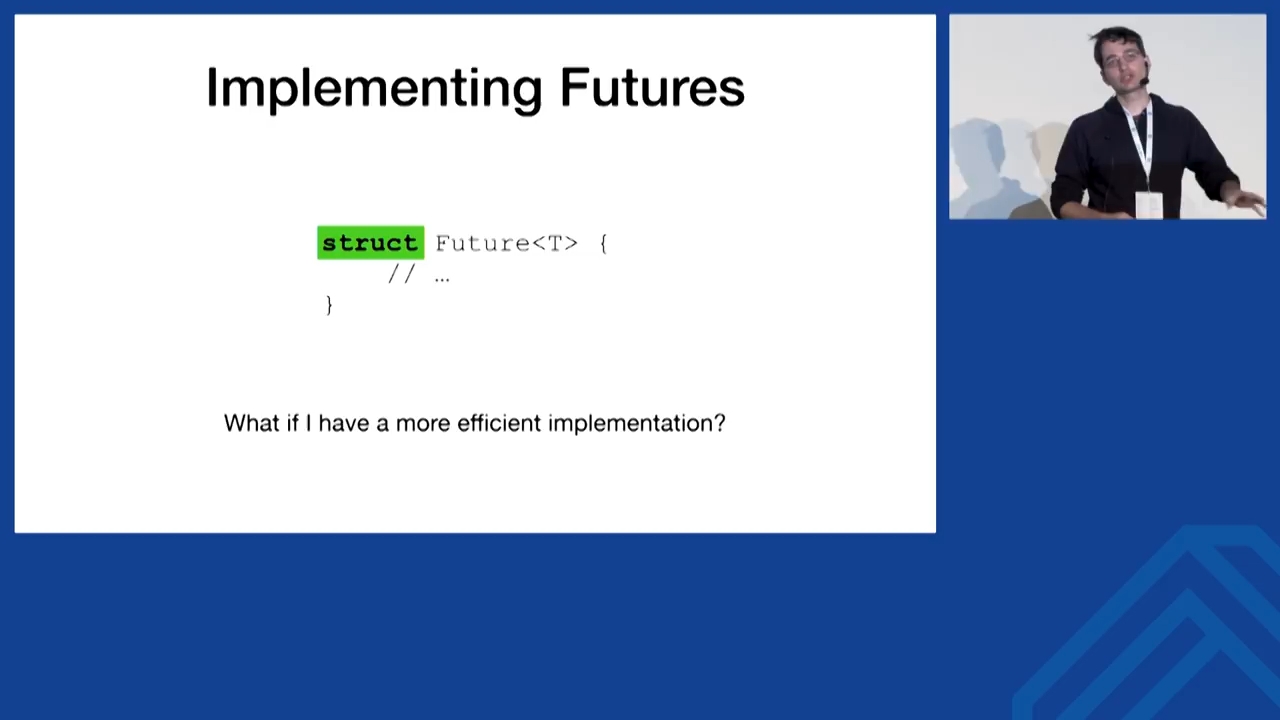 Implementing Futures
struct Future<T> {
// …
}
What if I have a more efficient implementation?